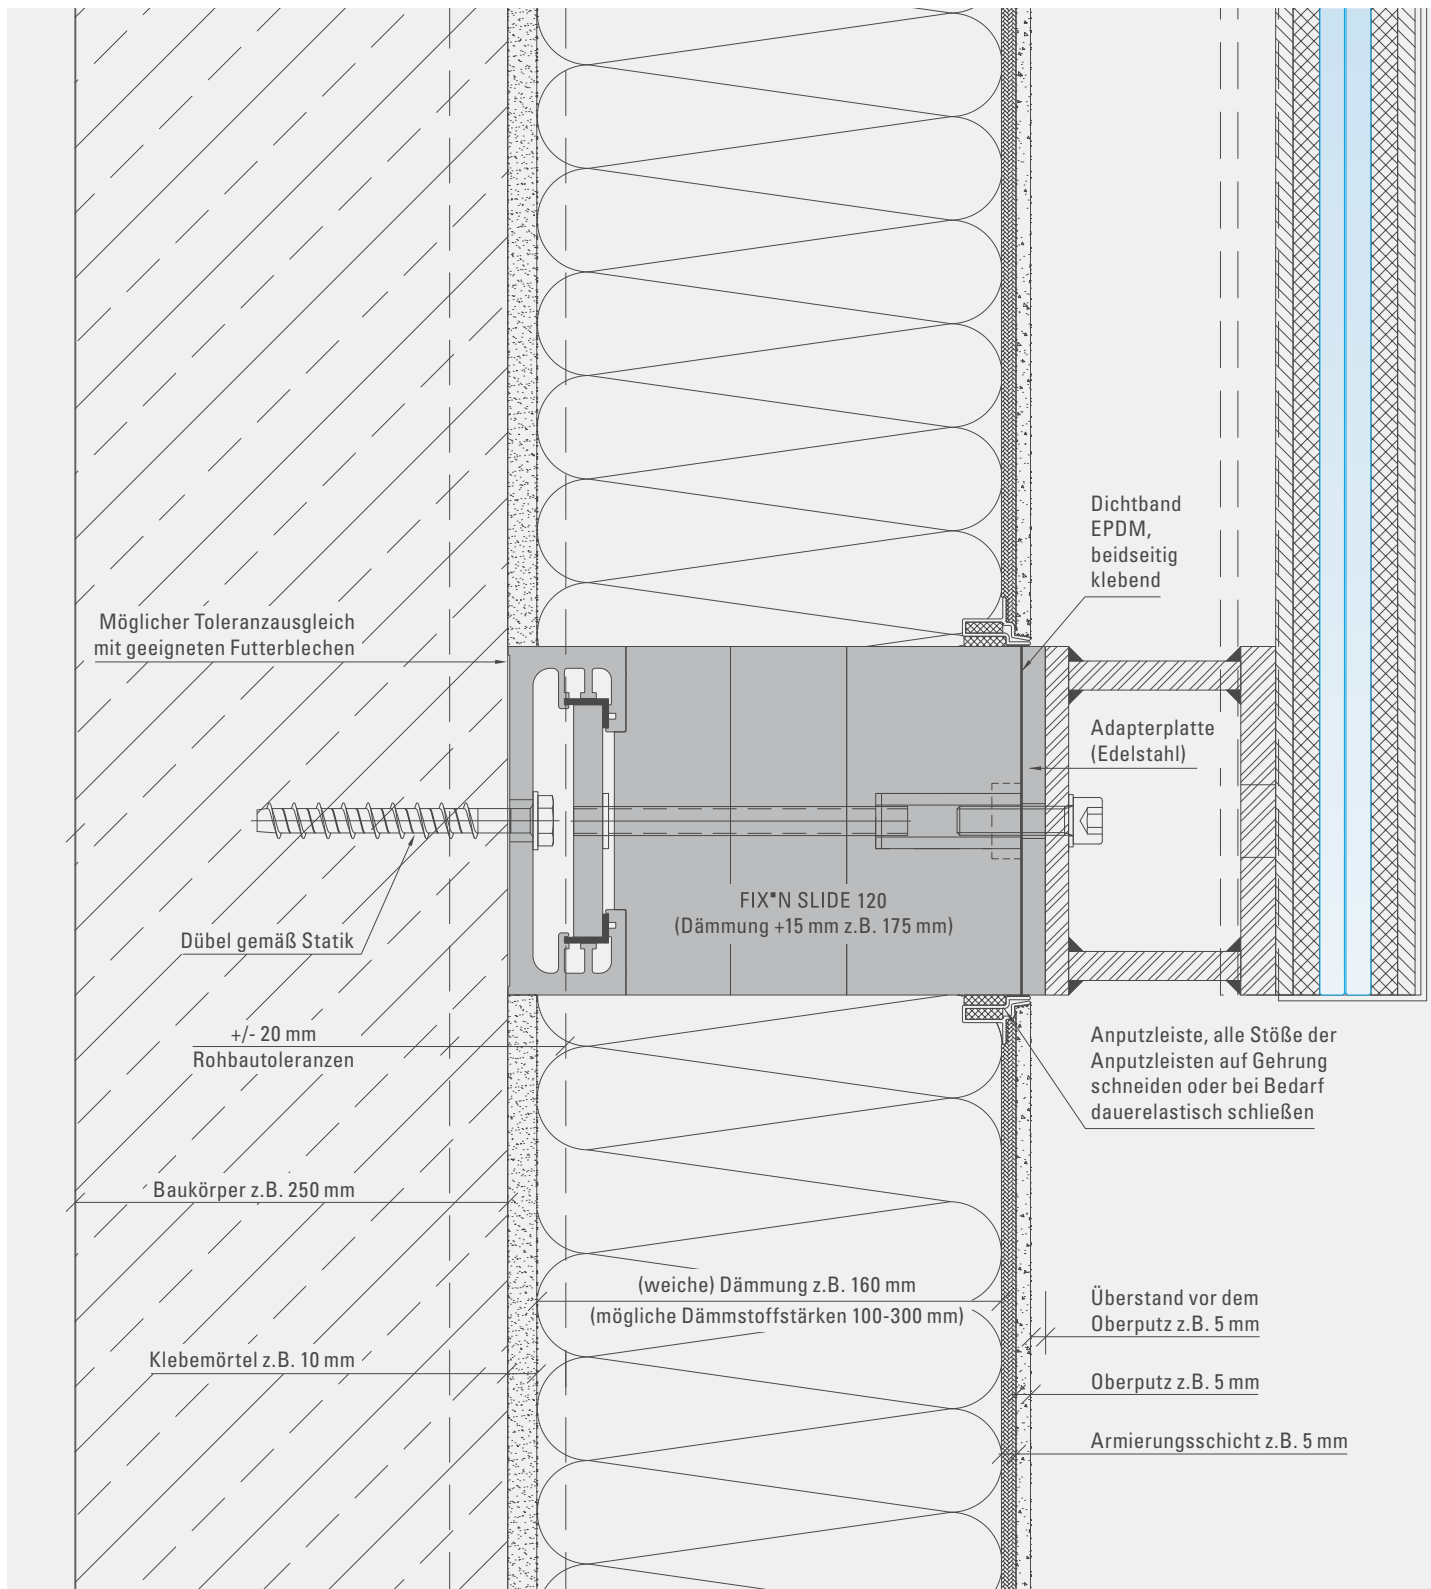 Dichtband
EPDM,
beidseitig
klebend
Möglicher Toleranzausgleich
mit geeigneten Futterblechen
Adapterplatte
(Edelstahl)
FIX■N SLIDE 120
(Dämmung +15 mm z.B. 175 mm)
Dübel gemäß Statik
+/- 20 mm
Rohbautoleranzen
Anputzleiste, alle Stöße der
Anputzleisten auf Gehrung
schneiden oder bei Bedarf
dauerelastisch schließen
Baukörper z.B. 250 mm
(weiche) Dämmung z.B. 160 mm
(mögliche Dämmstoffstärken 100-300 mm)
Überstand vor dem
Oberputz z.B. 5 mm
Klebemörtel z.B. 10 mm
Oberputz z.B. 5 mm
Armierungsschicht z.B. 5 mm